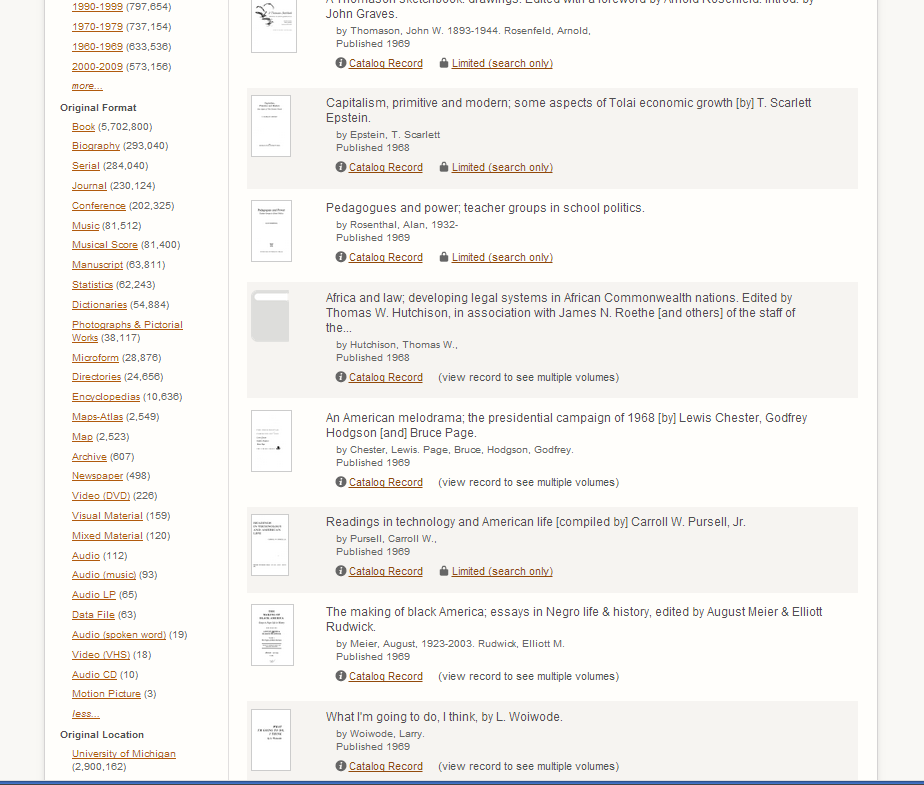 1990-1999 (797,654)
1970-1979 (737,154)
1960-1969 (633,536)
2000-2009 (573,156)
more...
Original Format
Book (5,702,800)
Biography (293,040)
Serial (284,040)
Journal (230,124)
Conference (202,325)
Music (81,512)
Musical Score (81,400)
Manuscript (63,811)
Statistics (62,243)
Dictionaries (54,884)
Photographs & Pictorial
Works (38,117)
Microform (28,876)
Directories (24,656)
Encyclopedias (10,636)
Maps-Atlas (2,549)
Map (2,523)
Archive (607)
Newspaper (498)
Video (DVD) (226)
Visual Material (159)
Mixed Material (120)
Audio (112)
Audio (music) (93)
Audio LP (65)
Data File (63)
Audio (spoken word) (19)
Video (VHS) (18)
Audio CD (10)
Motion Picture (3)
less...
Original Location
University of Michigan
(2,900,162)
A Thomason sketchbook: drawings. Edited with a foreword by Arnold Rosenfeld. Introd. by
John Graves.
by Thomason, John W. 1893-1944. Rosenfeld, Arnold,
Published 1969
Catalog Record Limited (search only)
Capitalism, primitive and modern; some aspects of Tolai economic growth [by] T. Scarlett
Epstein.
by Epstein, T. Scarlett
Published 1968
Catalog Record Limited (search only)
Pedagogues and power; teacher groups in school politics.
by Rosenthal, Alan, 1932-
Published 1969
Catalog Record Limited (search only)
Africa and law; developing legal systems in African Commonwealth nations. Edited by
Thomas W. Hutchison, in association with James N. Roethe [and others] of the staff of
the...
by Hutchison, Thomas W.,
Published 1968
Catalog Record (view record to see multiple volumes)
An American melodrama; the presidential campaign of 1968 [by] Lewis Chester, Godfrey
Hodgson [and] Bruce Page.
by Chester, Lewis. Page, Bruce, Hodgson, Godfrey.
Published 1969
Catalog Record (view record to see multiple volumes)
Readings in technology and American life [compiled by] Carroll W. Pursell, Jr.
by Pursell, Carroll W.,
Published 1969
Catalog Record Limited (search only)
The making of black America; essays in Negro life & history, edited by August Meier & Elliott
Rudwick.
by Meier, August, 1923-2003. Rudwick, Elliott M.
Published 1969
Catalog Record (view record to see multiple volumes)
What I'm going to do, I think, by L. Woiwode.
by Woiwode, Larry.
Published 1969
Catalog Record (view record to see multiple volumes)